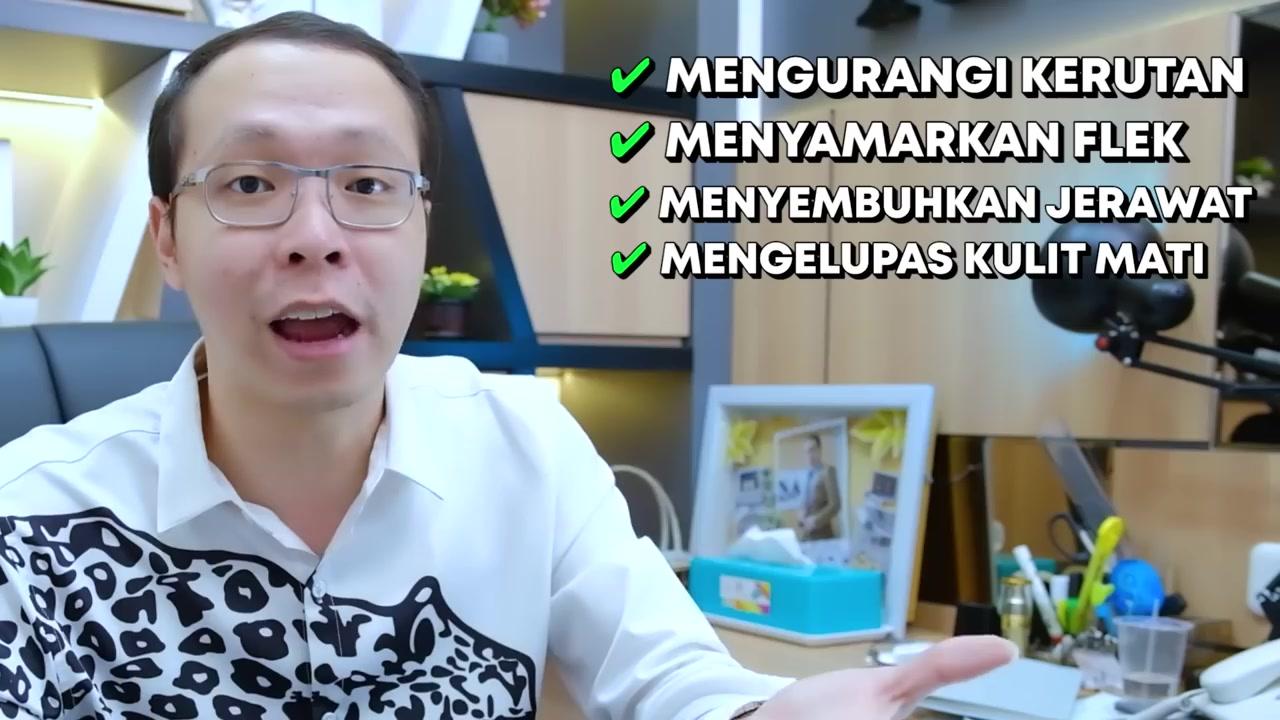 ✔ MENGURANGI KERUTAN
✔ MENYAMARKAN FLEK
✔ MENYEMBUHKAN JERAWAT
✔ MENGELUPAS KULIT MATI